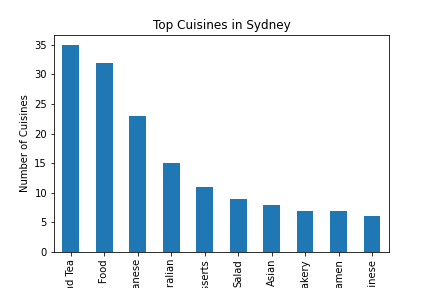 Top Cuisines in Sydney
Number of Cuisines
35
30
25
20
15
10
5
0
nd Tea
Food
anese
ralian
sserts
Salad
Asian
akery
amen
inese